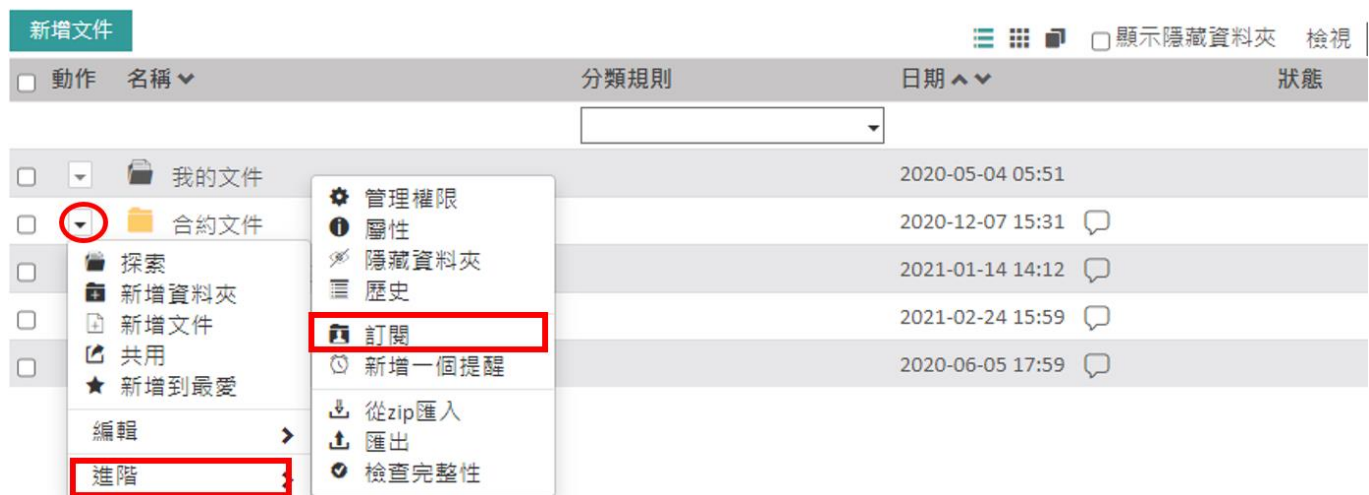 新增文件
顯示隱藏資料夾 檢視
動作 名稱 分類規則 日期 狀態
我的文件 2020-05-04 05:51
合約文件 2020-12-07 15:31
2021-01-14 14:12
2021-02-24 15:59
2020-06-05 17:59
探索
新增資料夾
新增文件
共用
新增到最愛
編輯
進階
管理權限
屬性
隱藏資料夾
歷史
訂閱
新增一個提醒
從zip匯入
匯出
檢查完整性